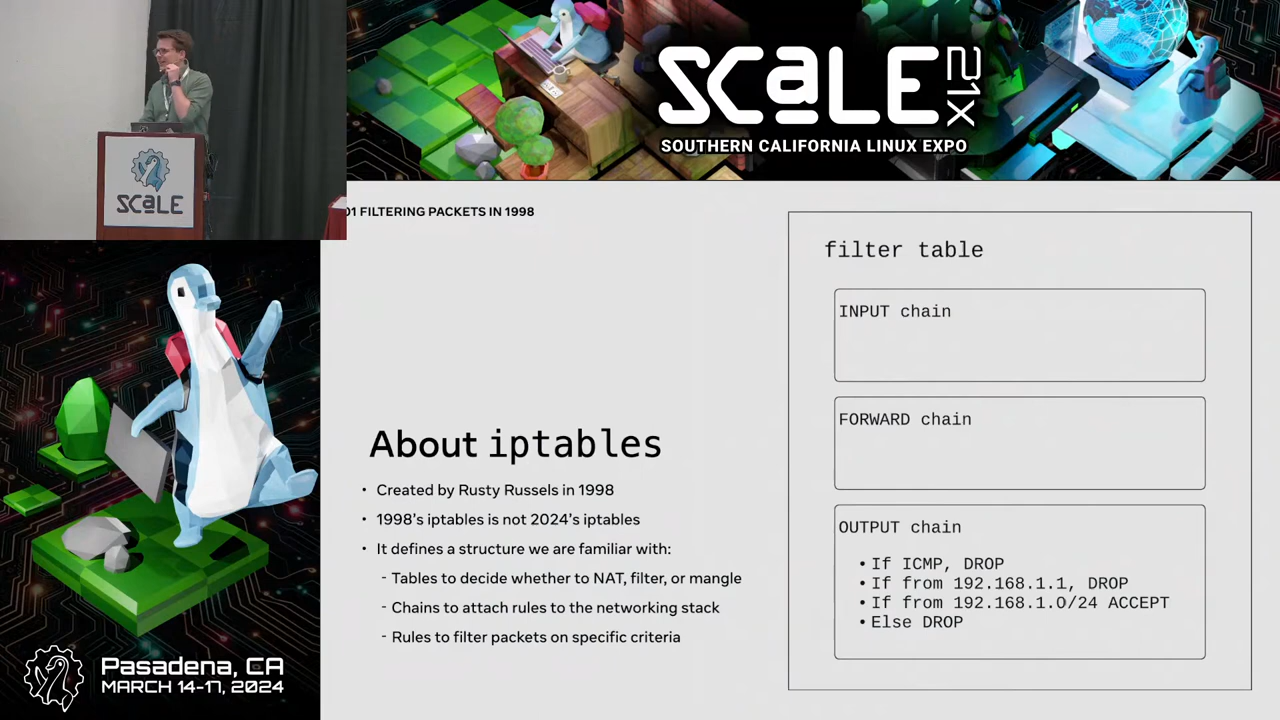 SCALE 21X
SOUTHERN CALIFORNIA LINUX EXPO
SCALE
01 FILTERING PACKETS IN 1998
About iptables
• Created by Rusty Russels in 1998
• 1998's iptables is not 2024's iptables
• It defines a structure we are familiar with:
- Tables to decide whether to NAT, filter, or mangle
- Chains to attach rules to the networking stack
- Rules to filter packets on specific criteria
filter table
INPUT chain
FORWARD chain
OUTPUT chain
• If ICMP, DROP
• If from 192.168.1.1, DROP
• If from 192.168.1.0/24 ACCEPT
• Else DROP
Pasadena, CA
MARCH 14-17, 2024